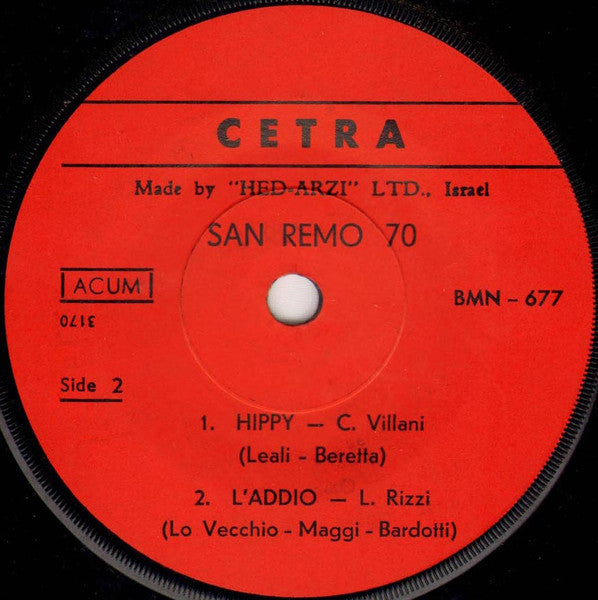 CETRA
Made by "HED-ARZI" LTD., Israel
SAN REMO 70
ACUM
BMN - 677
3170
Side 2
1. HIPPY - C. Villani
(Leali - Beretta)
2. L'ADDIO - L. Rizzi
(Lo Vecchio - Maggi - Bardotti)